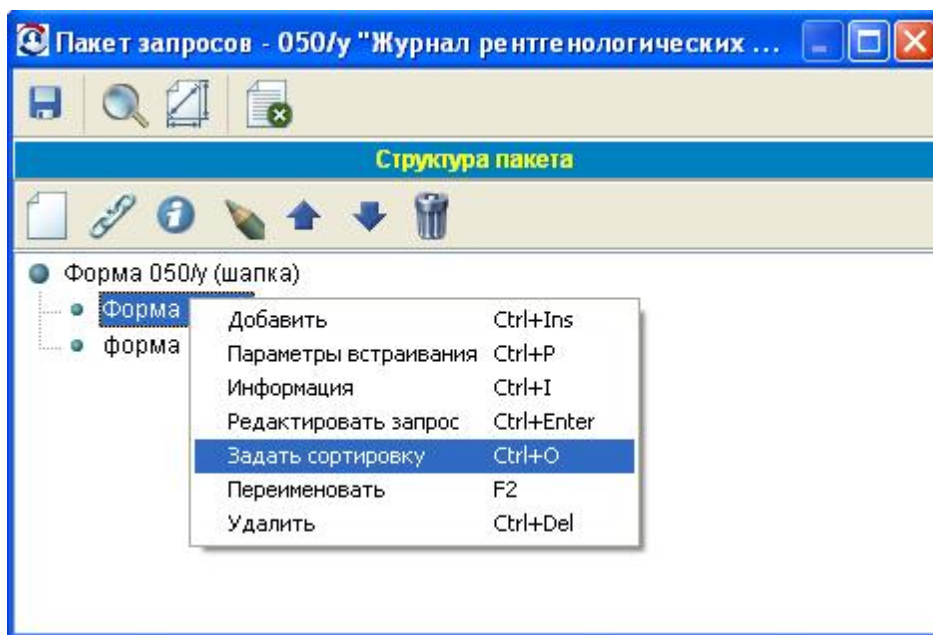 Пакет запросов - 050/у "Журнал рентгенологических ...
Структура пакета
Форма 050/у (шапка)
Форма
форма
Добавить Ctrl+Ins
Параметры встраивания Ctrl+P
Информация Ctrl+I
Редактировать запрос Ctrl+Enter
Задать сортировку Ctrl+O
Переименовать F2
Удалить Ctrl+Del